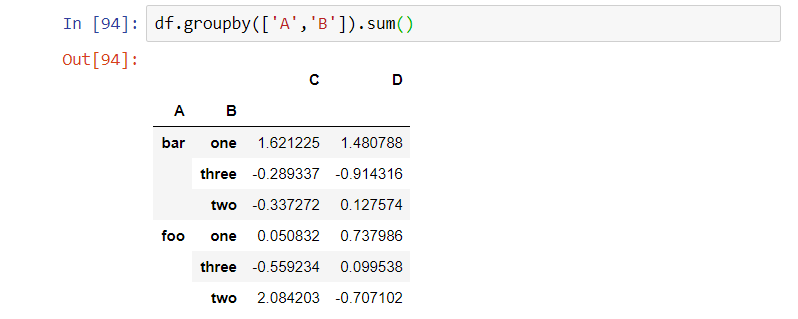 In [94]: df.groupby(['A','B']).sum()
Out[94]:
C D
A B
bar one 1.621225 1.480788
three -0.289337 -0.914316
two -0.337272 0.127574
foo one 0.050832 0.737986
three -0.559234 0.099538
two 2.084203 -0.707102